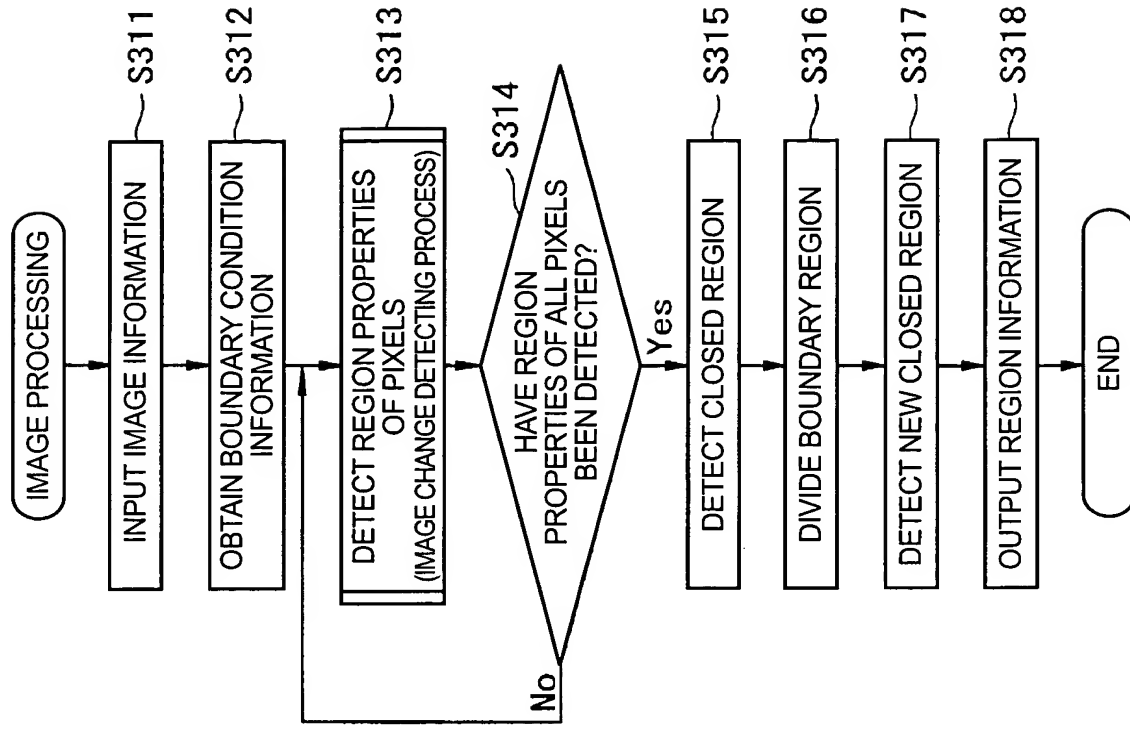 IMAGE PROCESSING
INPUT IMAGE INFORMATION
S311
OBTAIN BOUNDARY CONDITION
INFORMATION
S312
DETECT REGION PROPERTIES
OF PIXELS
(IMAGE CHANGE DETECTING PROCESS)
S313
HAVE REGION
PROPERTIES OF ALL PIXELS
BEEN DETECTED?
S314
No
Yes
DETECT CLOSED REGION
S315
DIVIDE BOUNDARY REGION
S316
DETECT NEW CLOSED REGION
S317
OUTPUT REGION INFORMATION
S318
END